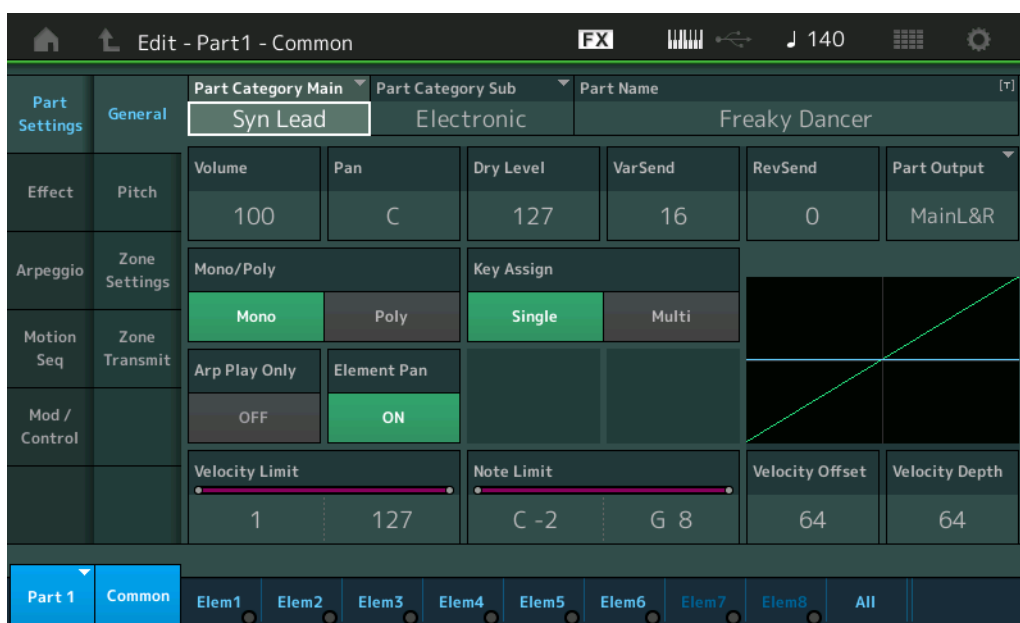 Edit - Part1 - Common
FX
♩ 140
Part Settings
General
Part Category Main
Syn Lead
Part Category Sub
Electronic
Part Name
[T]
Freaky Dancer
Effect
Pitch
Volume
100
Pan
C
Dry Level
127
VarSend
16
RevSend
0
Part Output
MainL&R
Arpeggio
Zone Settings
Mono/Poly
Mono
Poly
Key Assign
Single
Multi
Motion Seq
Zone Transmit
Arp Play Only
OFF
Element Pan
ON
Mod / Control
Velocity Limit
1
127
Note Limit
C -2
G 8
Velocity Offset
64
Velocity Depth
64
Part 1
Common
Elem1
Elem2
Elem3
Elem4
Elem5
Elem6
Elem7
Elem8
All